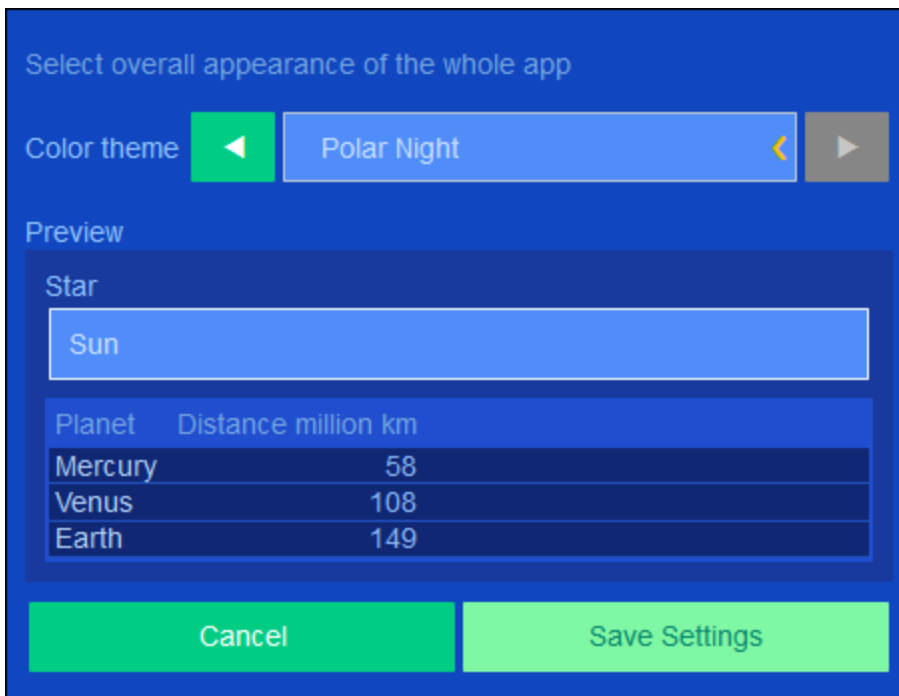 Select overall appearance of the whole app
Color theme
Polar Night
Preview
Star
Sun
Planet Distance million km
Mercury 58
Venus 108
Earth 149
Cancel Save Settings